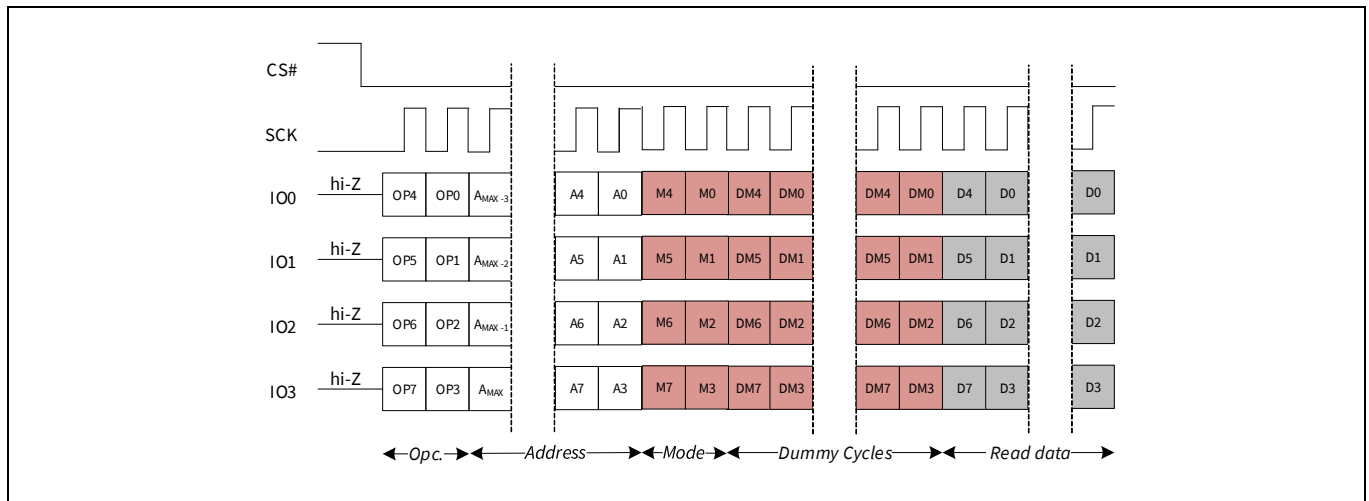 CS#
SCK
IO0 hi-Z OP4 OP0 AMAX -3 A4 A0 M4 M0 DM4 DM0 DM4 DM0 D4 D0 D0
IO1 hi-Z OP5 OP1 AMAX -2 A5 A1 M5 M1 DM5 DM1 DM5 DM1 D5 D1 D1
IO2 hi-Z OP6 OP2 AMAX -1 A6 A2 M6 M2 DM6 DM2 DM6 DM2 D6 D2 D2
IO3 hi-Z OP7 OP3 AMAX A7 A3 M7 M3 DM7 DM3 DM7 DM3 D7 D3 D3
Opc. Address Mode Dummy Cycles Read data